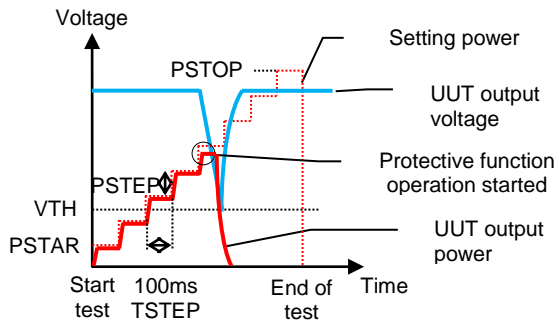 Voltage
Setting power
PSTOP
UUT output
voltage
Protective function
operation started
PSTEP
VTH
UUT output
power
PSTAR
Time
Start
test
100ms
TSTEP
End of
test